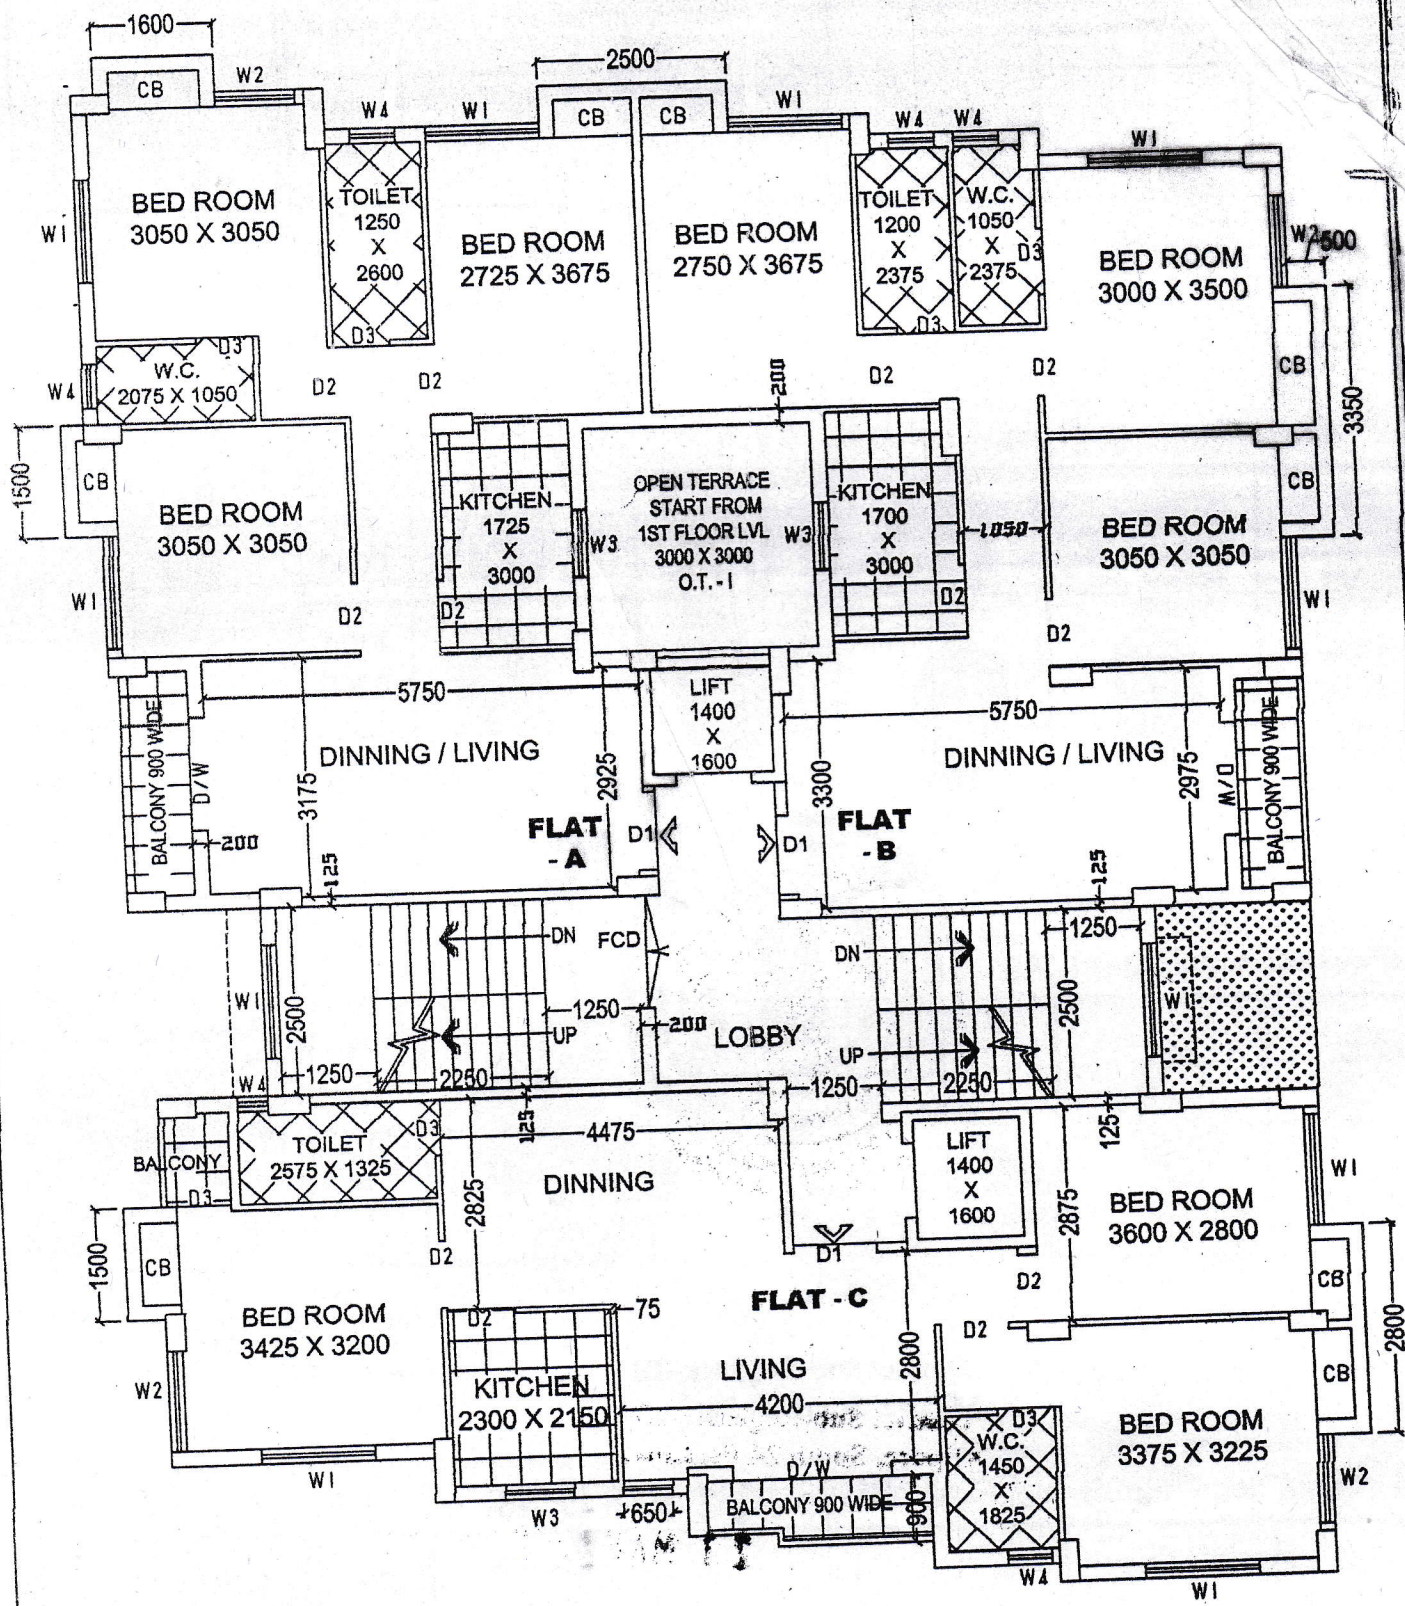 1600
2500
CB
W2
W4
W1
CB
CB
W1
W4
W4
W1
BED ROOM
3050 X 3050
W1
TOILET
1250
X
2600
D3
BED ROOM
2725 X 3675
BED ROOM
2750 X 3675
TOILET
1200
X
2375
D3
W.C.
1050
X
2375
D3
BED ROOM
3000 X 3500
W2
500
CB
3350
D3
W.C.
2075 X 1050
W4
D2
D2
200
D2
D2
1500
CB
BED ROOM
3050 X 3050
W1
D2
KITCHEN
1725
X
3000
D2
W3
OPEN TERRACE
START FROM
1ST FLOOR LVL
3000 X 3000
O.T. - I
W3
KITCHEN
1700
X
3000
D2
1050
CB
BED ROOM
3050 X 3050
W1
D2
5750
LIFT
1400
X
1600
5750
BALCONY 900 WIDE
D/W
DINNING / LIVING
3175
2925
200
125
FLAT
- A
D1
D1
FLAT
- B
3300
DINNING / LIVING
2975
D/W
BALCONY 900 WIDE
125
DN
FCD
DN
1250
W1
2500
1250
UP
200
LOBBY
UP
2500
W1
1250
2250
1250
2250
W4
TOILET
2575 X 1325
D3
125
4475
BALCONY
D3
DINNING
2825
LIFT
1400
X
1600
2875
125
BED ROOM
3600 X 2800
W1
D1
1500
CB
D2
BED ROOM
3425 X 3200
D2
75
FLAT - C
D2
D2
CB
2800
2800
W2
KITCHEN
2300 X 2150
LIVING
4200
CB
D3
W.C.
1450
X
1825
BED ROOM
3375 X 3225
W2
W1
W3
650
D/W
BALCONY 900 WIDE
900
W4
W1